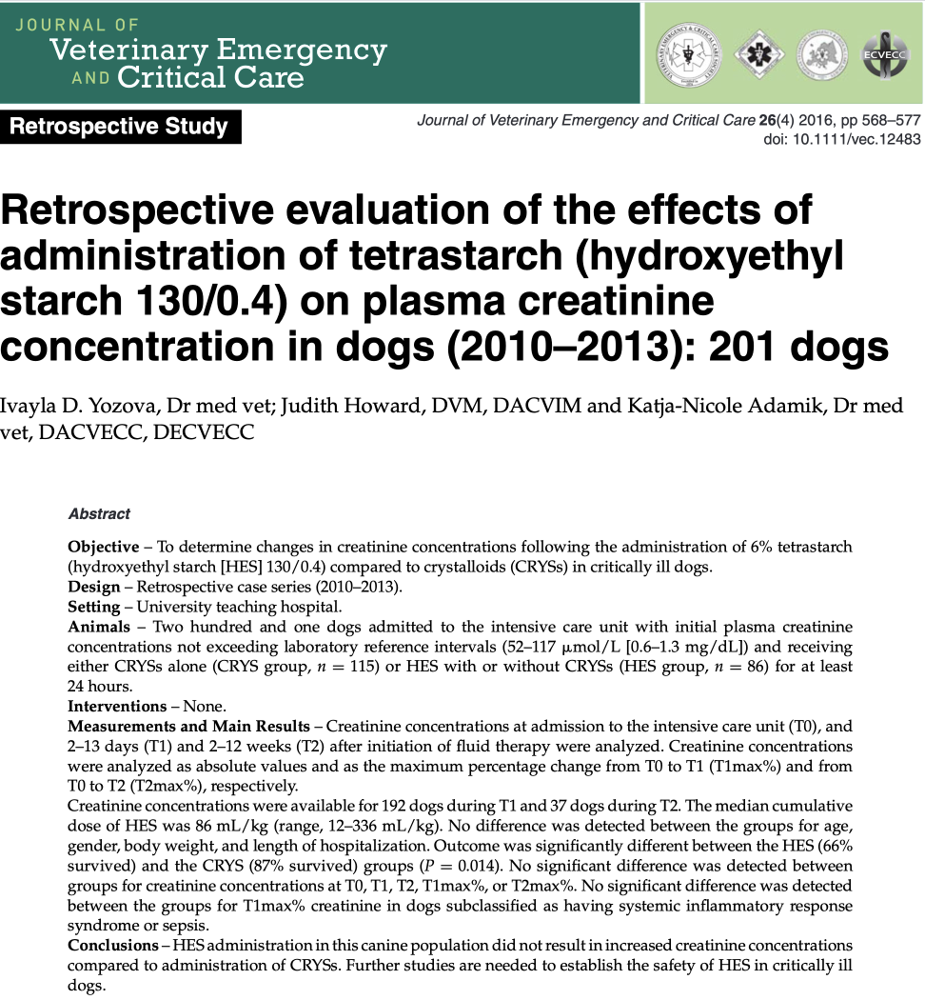 JOURNAL OF
Veterinary Emergency
AND Critical Care
ECVECC
Retrospective Study
Journal of Veterinary Emergency and Critical Care 26(4) 2016, pp 568–577
doi: 10.1111/vec.12483
Retrospective evaluation of the effects of
administration of tetrastarch (hydroxyethyl
starch 130/0.4) on plasma creatinine
concentration in dogs (2010–2013): 201 dogs
Ivayla D. Yozova, Dr med vet; Judith Howard, DVM, DACVIM and Katja-Nicole Adamik, Dr med
vet, DACVECC, DECVECC
Abstract
Objective – To determine changes in creatinine concentrations following the administration of 6% tetrastarch
(hydroxyethyl starch [HES] 130/0.4) compared to crystalloids (CRYSs) in critically ill dogs.
Design – Retrospective case series (2010–2013).
Setting – University teaching hospital.
Animals – Two hundred and one dogs admitted to the intensive care unit with initial plasma creatinine
concentrations not exceeding laboratory reference intervals (52–117 μmol/L [0.6–1.3 mg/dL]) and receiving
either CRYSs alone (CRYS group, n = 115) or HES with or without CRYSs (HES group, n = 86) for at least
24 hours.
Interventions – None.
Measurements and Main Results – Creatinine concentrations at admission to the intensive care unit (T0), and
2–13 days (T1) and 2–12 weeks (T2) after initiation of fluid therapy were analyzed. Creatinine concentrations
were analyzed as absolute values and as the maximum percentage change from T0 to T1 (T1max%) and from
T0 to T2 (T2max%), respectively.
Creatinine concentrations were available for 192 dogs during T1 and 37 dogs during T2. The median cumulative
dose of HES was 86 mL/kg (range, 12–336 mL/kg). No difference was detected between the groups for age,
gender, body weight, and length of hospitalization. Outcome was significantly different between the HES (66%
survived) and the CRYS (87% survived) groups (P = 0.014). No significant difference was detected between
groups for creatinine concentrations at T0, T1, T2, T1max%, or T2max%. No significant difference was detected
between the groups for T1max% creatinine in dogs subclassified as having systemic inflammatory response
syndrome or sepsis.
Conclusions – HES administration in this canine population did not result in increased creatinine concentrations
compared to administration of CRYSs. Further studies are needed to establish the safety of HES in critically ill
dogs.